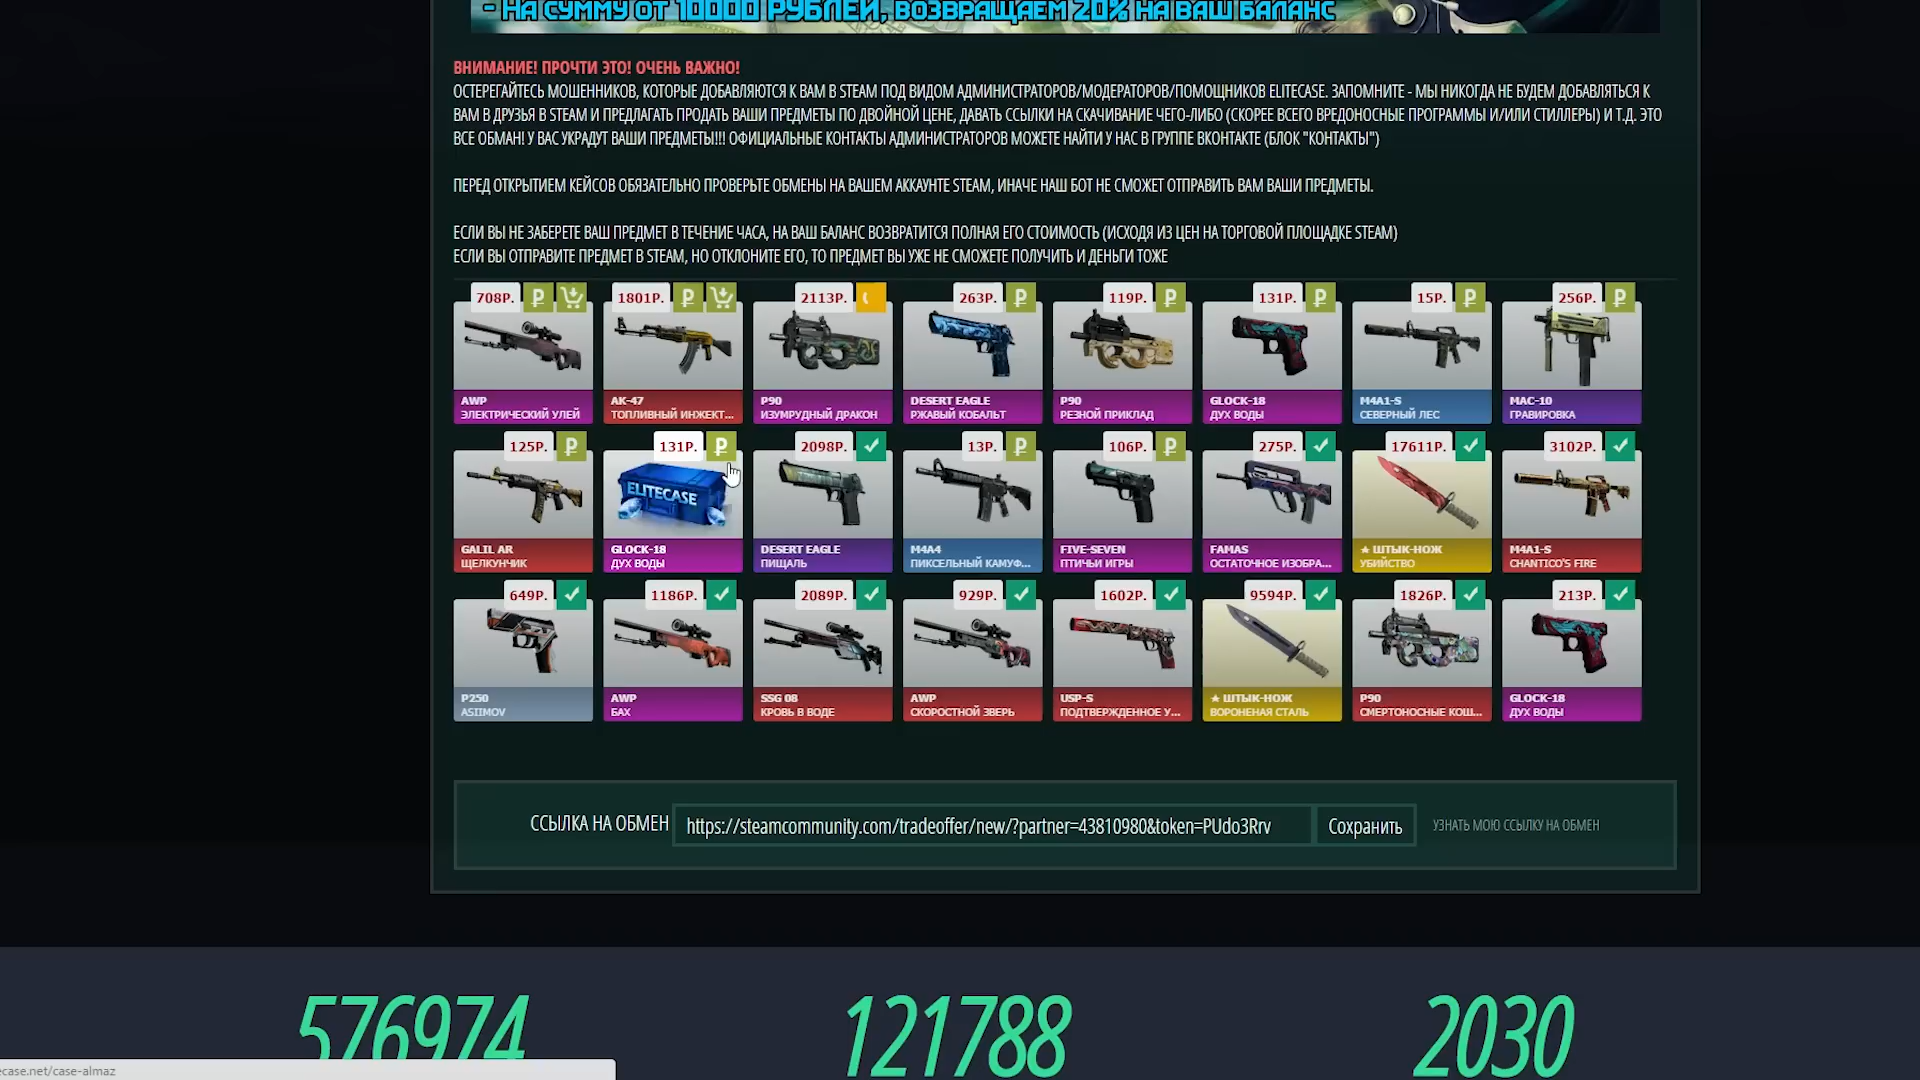 - На сумму от 10000 рублей, возвращаем 20% на ваш баланс
ВНИМАНИЕ! ПРОЧТИ ЭТО! ОЧЕНЬ ВАЖНО!
ОСТЕРЕГАЙТЕСЬ МОШЕННИКОВ, КОТОРЫЕ ДОБАВЛЯЮТСЯ К ВАМ В STEAM ПОД ВИДОМ АДМИНИСТРАТОРОВ/МОДЕРАТОРОВ/ПОМОЩНИКОВ ELITECASE. ЗАПОМНИТЕ - МЫ НИКОГДА НЕ БУДЕМ ДОБАВЛЯТЬСЯ К
ВАМ В ДРУЗЬЯ В STEAM И ПРЕДЛАГАТЬ ПРОДАТЬ ВАШИ ПРЕДМЕТЫ ПО ДВОЙНОЙ ЦЕНЕ, ДАВАТЬ ССЫЛКИ НА СКАЧИВАНИЕ ЧЕГО-ЛИБО (СКОРЕЕ ВСЕГО ВРЕДОНОСНЫЕ ПРОГРАММЫ И/ИЛИ СТИЛЛЕРЫ) И Т.Д. ЭТО
ВСЕ ОБМАН! У ВАС УКРАДУТ ВАШИ ПРЕДМЕТЫ!!! ОФИЦИАЛЬНЫЕ КОНТАКТЫ АДМИНИСТРАТОРОВ МОЖЕТЕ НАЙТИ У НАС В ГРУППЕ ВКОНТАКТЕ (БЛОК "КОНТАКТЫ")
ПЕРЕД ОТКРЫТИЕМ КЕЙСОВ ОБЯЗАТЕЛЬНО ПРОВЕРЬТЕ ОБМЕНЫ НА ВАШЕМ АККАУНТЕ STEAM, ИНАЧЕ НАШ БОТ НЕ СМОЖЕТ ОТПРАВИТЬ ВАМ ВАШИ ПРЕДМЕТЫ.
ЕСЛИ ВЫ НЕ ЗАБЕРЕТЕ ВАШ ПРЕДМЕТ В ТЕЧЕНИЕ ЧАСА, НА ВАШ БАЛАНС ВОЗВРАТИТСЯ ПОЛНАЯ ЕГО СТОИМОСТЬ (ИСХОДЯ ИЗ ЦЕН НА ТОРГОВОЙ ПЛОЩАДКЕ STEAM)
ЕСЛИ ВЫ ОТПРАВИТЕ ПРЕДМЕТ В STEAM, НО ОТКЛОНИТЕ ЕГО, ТО ПРЕДМЕТ ВЫ УЖЕ НЕ СМОЖЕТЕ ПОЛУЧИТЬ И ДЕНЬГИ ТОЖЕ
708Р. 1801Р. 2113Р. 263Р. 119Р. 131Р. 15Р. 256Р.
AWP AK-47 P90 DESERT EAGLE P90 GLOCK-18 M4A1-S MAC-10
ЭЛЕКТРИЧЕСКИЙ УЛЕЙ ТОПЛИВНЫЙ ИНЖЕКТ... ИЗУМРУДНЫЙ ДРАКОН РЖАВЫЙ КОБАЛЬТ РЕЗНОЙ ПРИКЛАД ДУХ ВОДЫ СЕВЕРНЫЙ ЛЕС ГРАВИРОВКА
125Р. 131Р. 2098Р. 13Р. 106Р. 275Р. 17611Р. 3102Р.
ELITECASE
GALIL AR GLOCK-18 DESERT EAGLE M4A4 FIVE-SEVEN FAMAS ★ ШТЫК-НОЖ M4A1-S
ЩЕЛКУНЧИК ДУХ ВОДЫ ПИЩАЛЬ ПИКСЕЛЬНЫЙ КАМУФ... ПТИЧЬИ ИГРЫ ОСТАТОЧНОЕ ИЗОБРА... УБИЙСТВО CHANTICO'S FIRE
649Р. 1186Р. 2089Р. 929Р. 1602Р. 9594Р. 1826Р. 213Р.
P250 AWP SSG 08 AWP USP-S ★ ШТЫК-НОЖ P90 GLOCK-18
ASIIMOV БАХ КРОВЬ В ВОДЕ СКОРОСТНОЙ ЗВЕРЬ ПОДТВЕРЖДЕННОЕ У... ВОРОНЕНАЯ СТАЛЬ СМЕРТОНОСНЫЕ КОШ... ДУХ ВОДЫ
ССЫЛКА НА ОБМЕН https://steamcommunity.com/tradeoffer/new/?partner=43810980&token=PUdo3Rrv Сохранить УЗНАТЬ МОЮ ССЫЛКУ НА ОБМЕН
576974 121788 2030
ecase.net/case-almaz